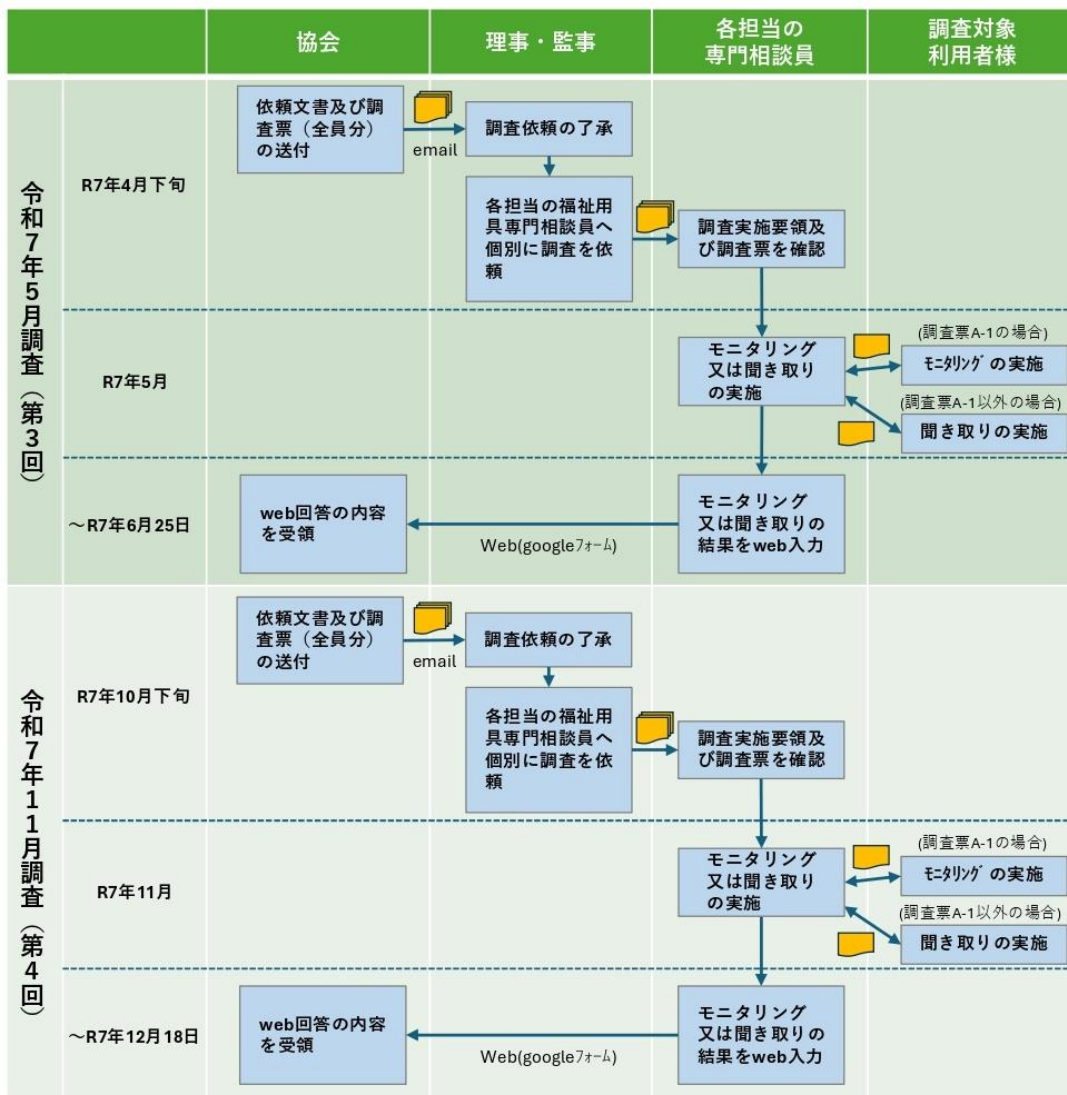 協会
理事・監事
各担当の
専門相談員
調査対象
利用者様
令和7年5月調査（第3回）
R7年4月下旬
依頼文書及び調
査票（全員分）
の送付
email
調査依頼の了承
各担当の福祉用
具専門相談員へ
個別に調査を依
頼
調査実施要領及
び調査票を確認
R7年5月
モニタリング
又は聞き取り
の実施
(調査票A-1の場合)
ﾓﾆﾀﾘﾝｸﾞの実施
(調査票A-1以外の場合)
聞き取りの実施
～R7年6月25日
web回答の内容
を受領
Web(googleﾌｫｰﾑ)
モニタリング
又は聞き取りの
結果をweb入力
令和7年11月調査（第4回）
R7年10月下旬
依頼文書及び調
査票（全員分）
の送付
email
調査依頼の了承
各担当の福祉用
具専門相談員へ
個別に調査を依
頼
調査実施要領及
び調査票を確認
R7年11月
モニタリング
又は聞き取り
の実施
(調査票A-1の場合)
ﾓﾆﾀﾘﾝｸﾞの実施
(調査票A-1以外の場合)
聞き取りの実施
～R7年12月18日
web回答の内容
を受領
Web(googleﾌｫｰﾑ)
モニタリング
又は聞き取りの
結果をweb入力